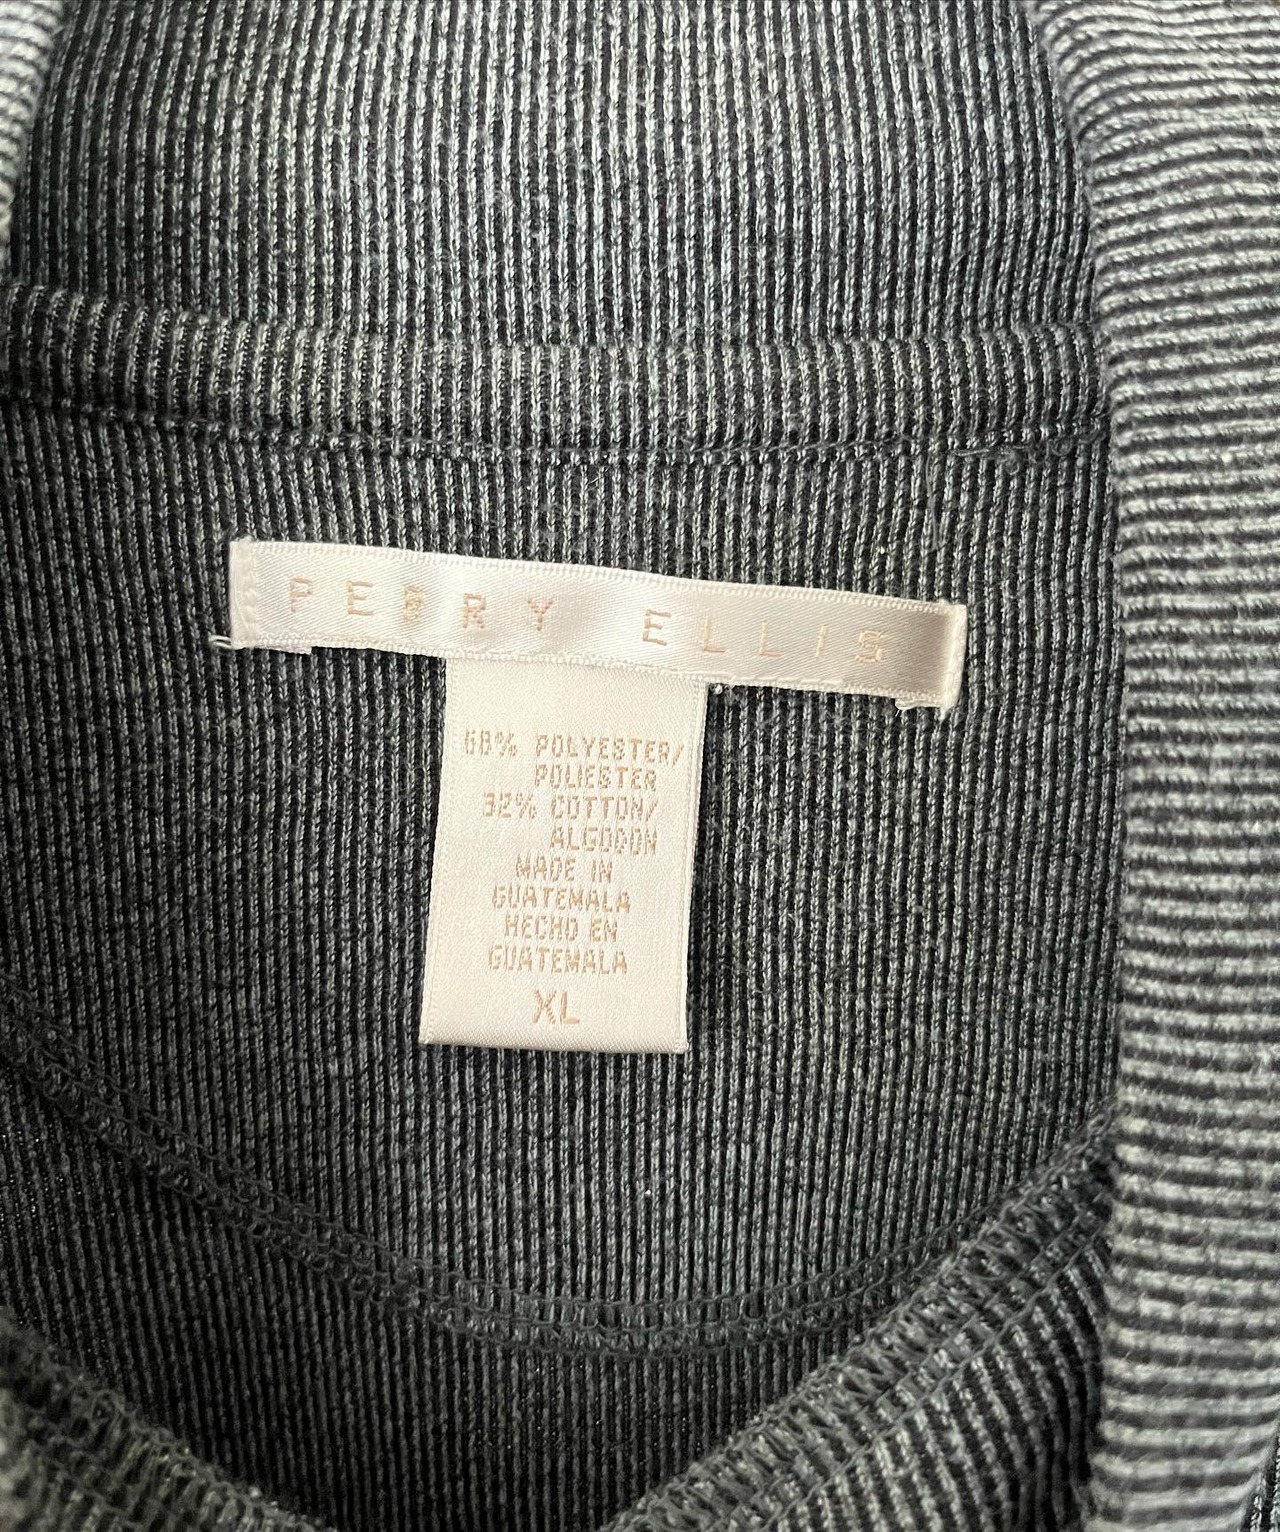 PERRY ELLIS
68% POLYESTER/
POLIESTER
32% COTTON/
ALGODON
MADE IN
GUATEMALA
HECHO EN
GUATEMALA
XL